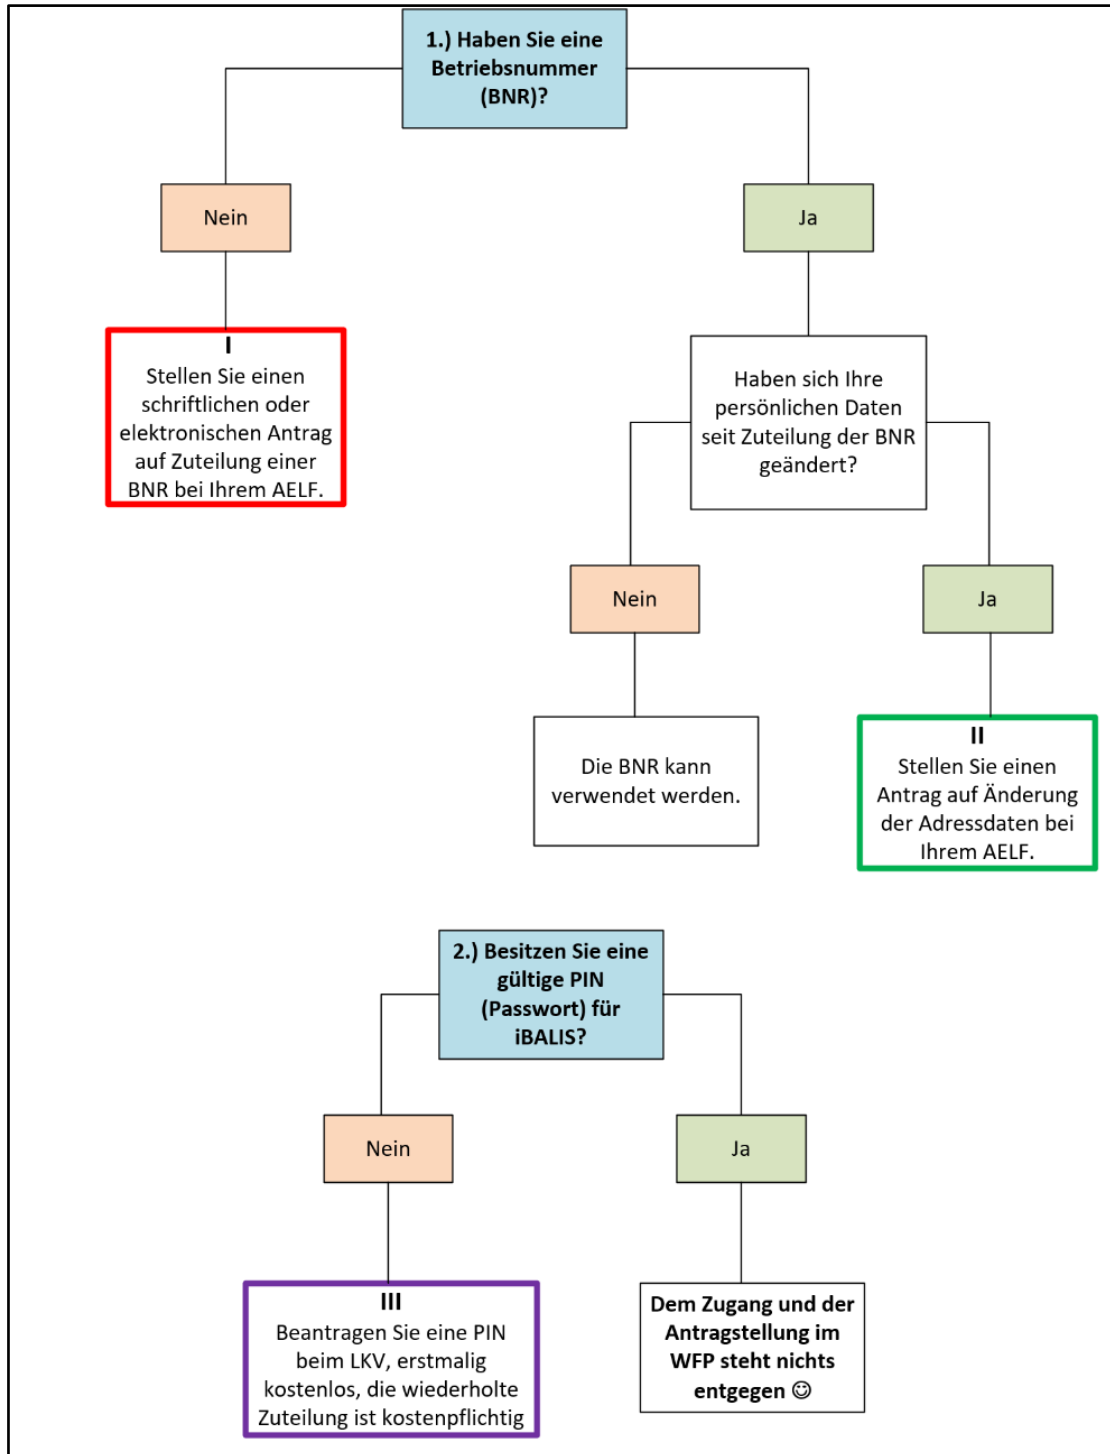 1.) Haben Sie eine
Betriebsnummer
(BNR)?
Nein
Ja
I
Stellen Sie einen
schriftlichen oder
elektronischen Antrag
auf Zuteilung einer
BNR bei Ihrem AELF.
Haben sich Ihre
persönlichen Daten
seit Zuteilung der BNR
geändert?
Nein
Ja
Die BNR kann
verwendet werden.
II
Stellen Sie einen
Antrag auf Änderung
der Adressdaten bei
Ihrem AELF.
2.) Besitzen Sie eine
gültige PIN
(Passwort) für
iBALIS?
Nein
Ja
III
Beantragen Sie eine PIN
beim LKV, erstmalig
kostenlos, die wiederholte
Zuteilung ist kostenpflichtig
Dem Zugang und der
Antragstellung im
WFP steht nichts
entgegen ☺